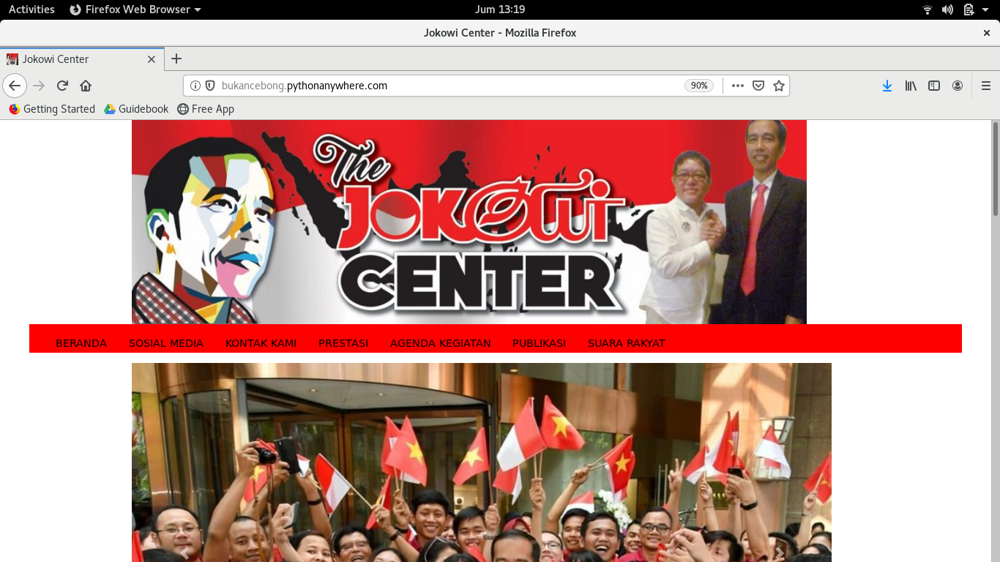 Activities Firefox Web Browser Jum 13:19
Jokowi Center - Mozilla Firefox
Jokowi Center
bukancebong.pythonanywhere.com 90%
Getting Started Guidebook Free App
The
JOKOWi
CENTER
BERANDA SOSIAL MEDIA KONTAK KAMI PRESTASI AGENDA KEGIATAN PUBLIKASI SUARA RAKYAT